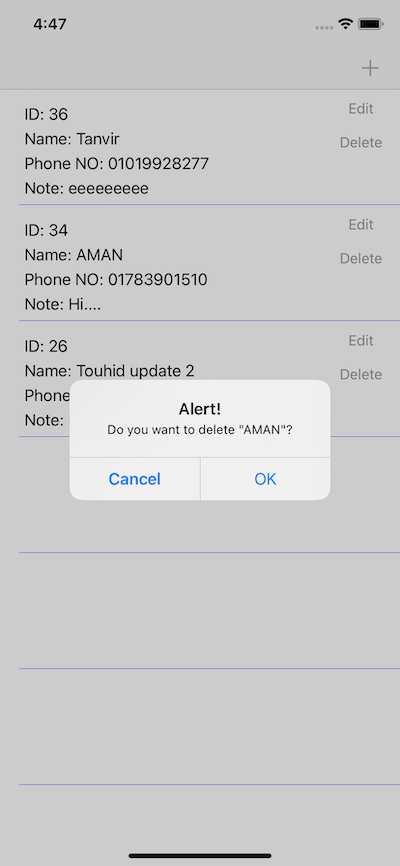 4:47
+
ID: 36
Edit
Name: Tanvir
Delete
Phone NO: 01019928277
Note: eeeeeeeee
ID: 34
Edit
Name: AMAN
Delete
Phone NO: 01783901510
Note: Hi....
ID: 26
Edit
Name: Touhid update 2
Delete
Phone
Note:
Alert!
Do you want to delete "AMAN"?
Cancel
OK